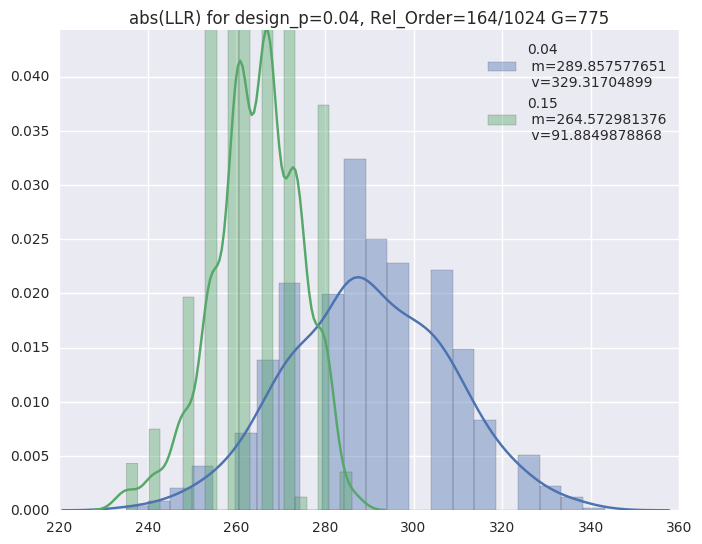 abs(LLR) for design_p=0.04, Rel_Order=164/1024 G=775
0.04
m=289.857577651
v=329.31704899
0.15
m=264.572981376
v=91.8849878868
0.040
0.035
0.030
0.025
0.020
0.015
0.010
0.005
0.000
220 240 260 280 300 320 340 360